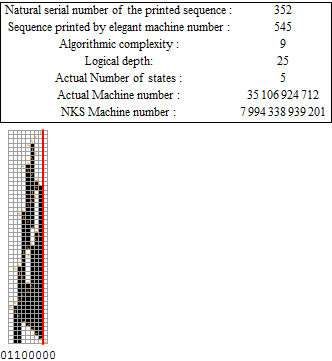 Natural serial number of the printed sequence : 352
Sequence printed by elegant machine number : 545
Algorithmic complexity : 9
Logical depth: 25
Actual Number of states : 5
Actual Machine number : 35 106 924 712
NKS Machine number : 7 994 338 939 201
01100000